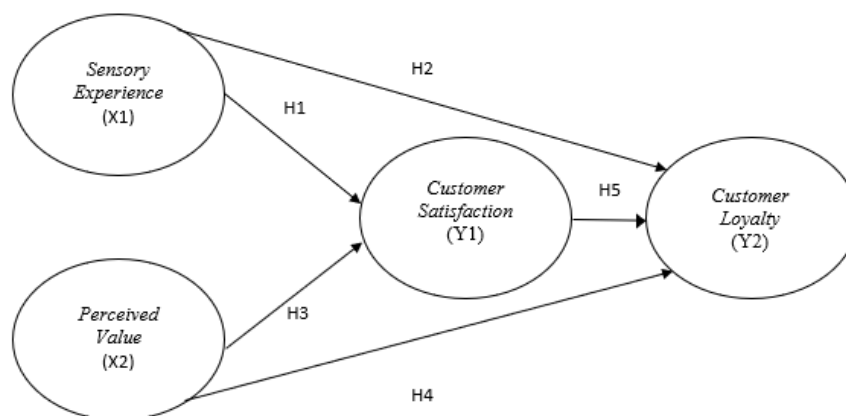 Sensory
Experience
(X1)
H2
H1
Customer
Satisfaction
(Y1)
H5
Customer
Loyalty
(Y2)
Perceived
Value
(X2)
H3
H4